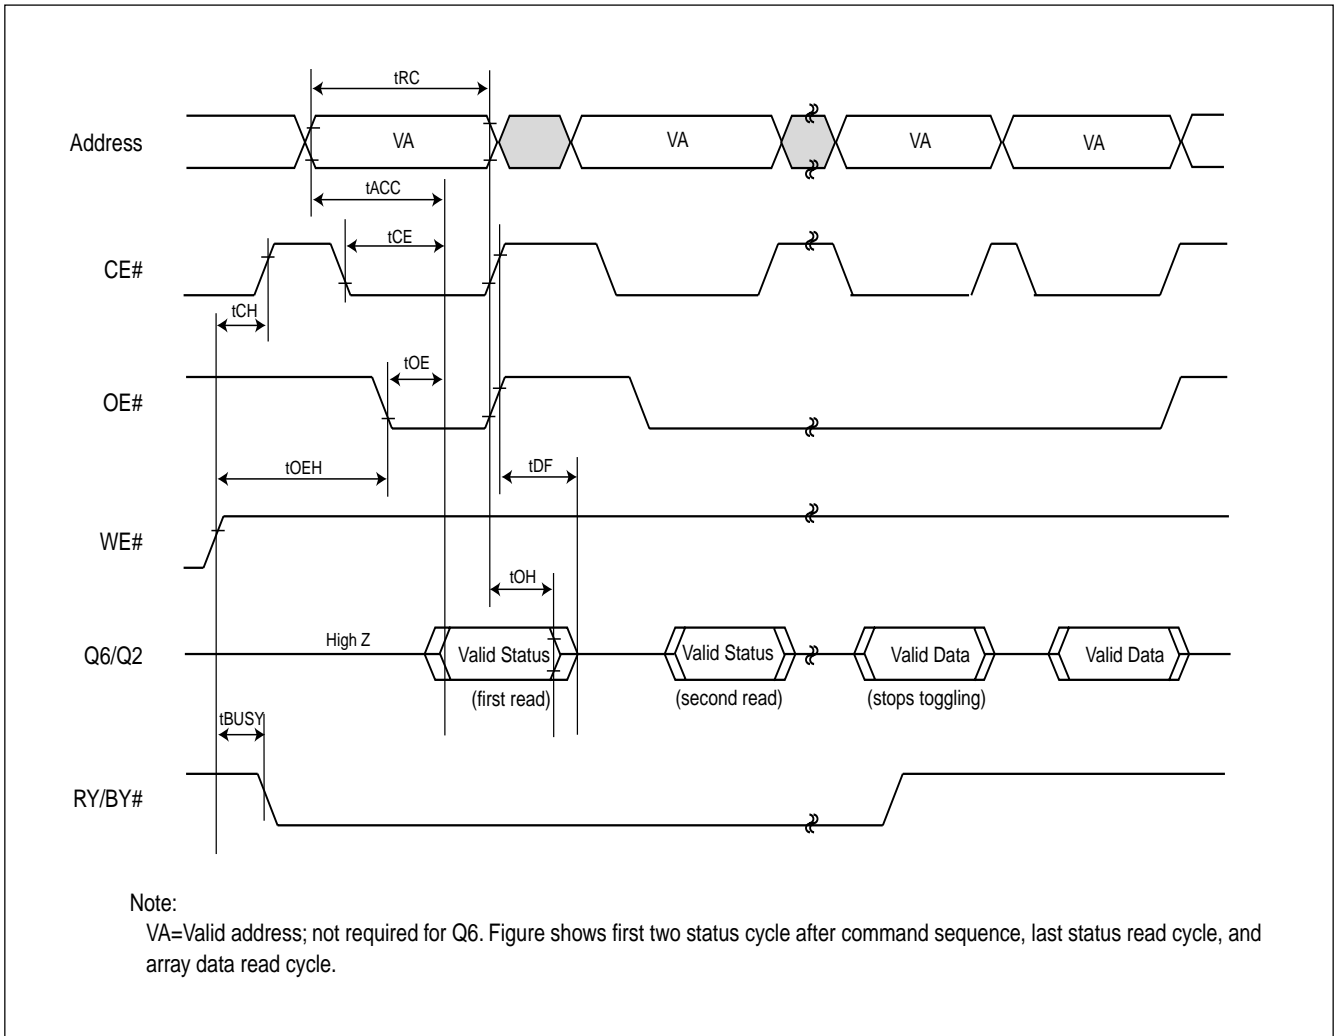 tRC
Address
VA
VA
VA
VA
tACC
tCE
CE#
tCH
tOE
OE#
tOEH
tDF
WE#
tOH
Q6/Q2
High Z
Valid Status
Valid Status
Valid Data
Valid Data
(first read)
(second read)
(stops toggling)
tBUSY
RY/BY#
Note:
VA=Valid address; not required for Q6. Figure shows first two status cycle after command sequence, last status read cycle, and
array data read cycle.